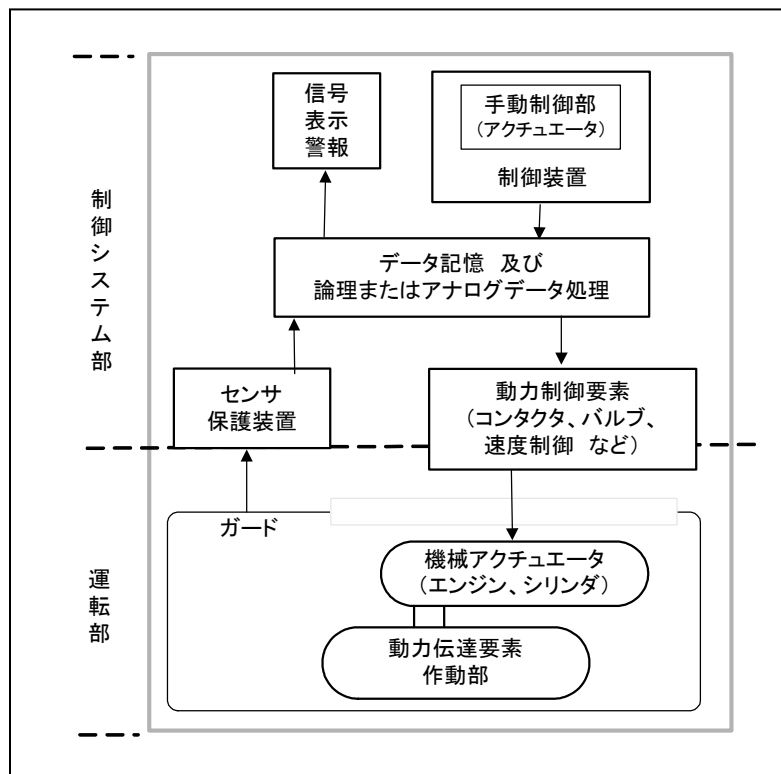 信号
表示
警報
手動制御部
（アクチュエータ）
制御装置
制御システム部
データ記憶 及び
論理またはアナログデータ処理
センサ
保護装置
動力制御要素
（コンタクタ、バルブ、
速度制御 など）
運転部
ガード
機械アクチュエータ
（エンジン、シリンダ）
動力伝達要素
作動部